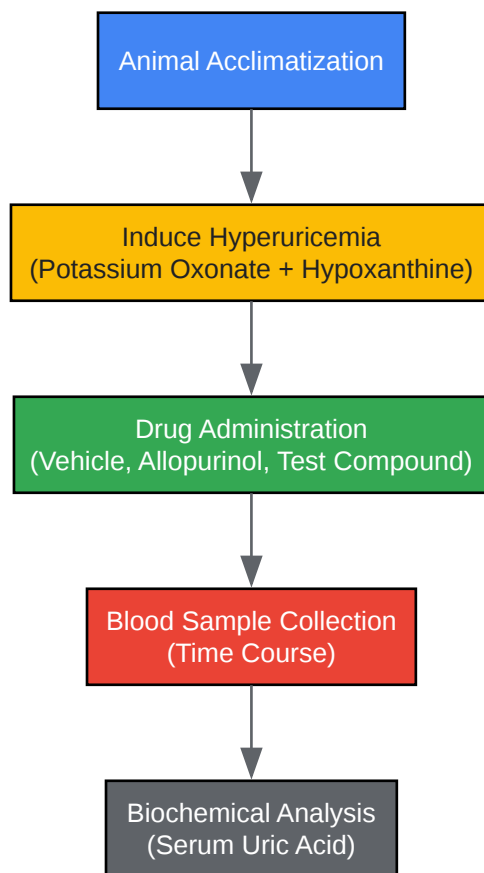 Animal Acclimatization
Induce Hyperuricemia
(Potassium Oxonate + Hypoxanthine)
Drug Administration
(Vehicle, Allopurinol, Test Compound)
Blood Sample Collection
(Time Course)
Biochemical Analysis
(Serum Uric Acid)